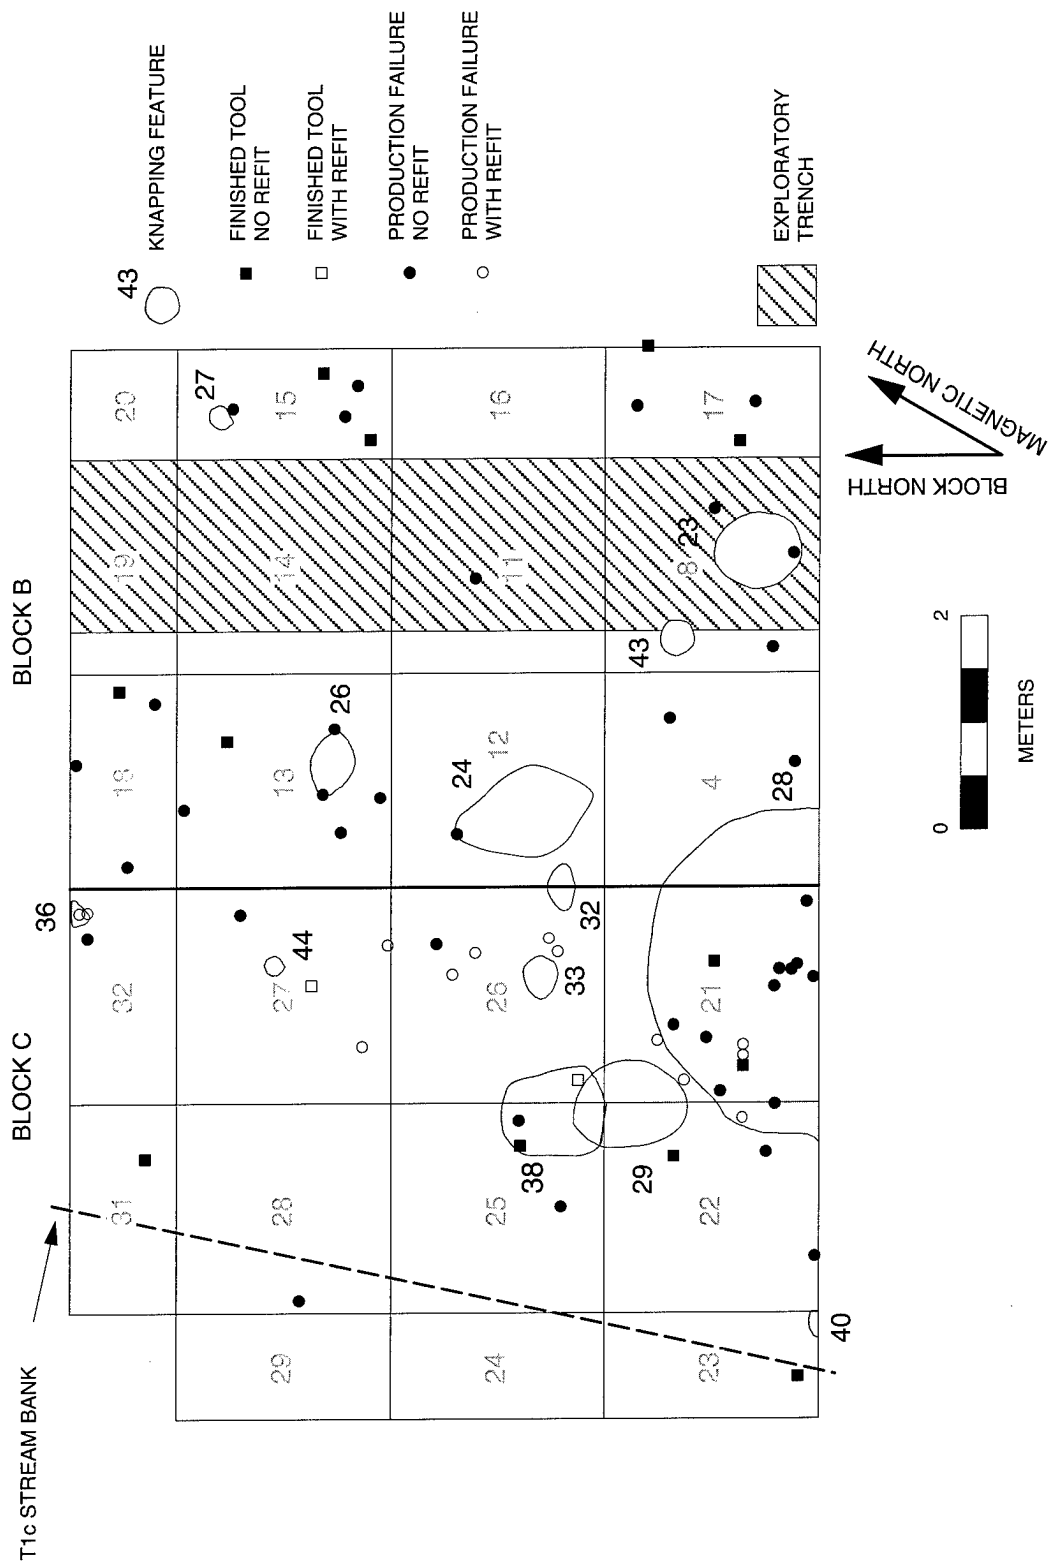 T1c STREAM BANK
BLOCK C
BLOCK B
36
31
32
18
19
20
27
29
28
27
44
13
26
14
15
24
25
26
24
12
11
16
38
33
32
29
23
22
21
4
28
43
8
23
17
40
43
KNAPPING FEATURE
FINISHED TOOL
NO REFIT
FINISHED TOOL
WITH REFIT
PRODUCTION FAILURE
NO REFIT
PRODUCTION FAILURE
WITH REFIT
EXPLORATORY
TRENCH
0
2
METERS
BLOCK NORTH
MAGNETIC NORTH